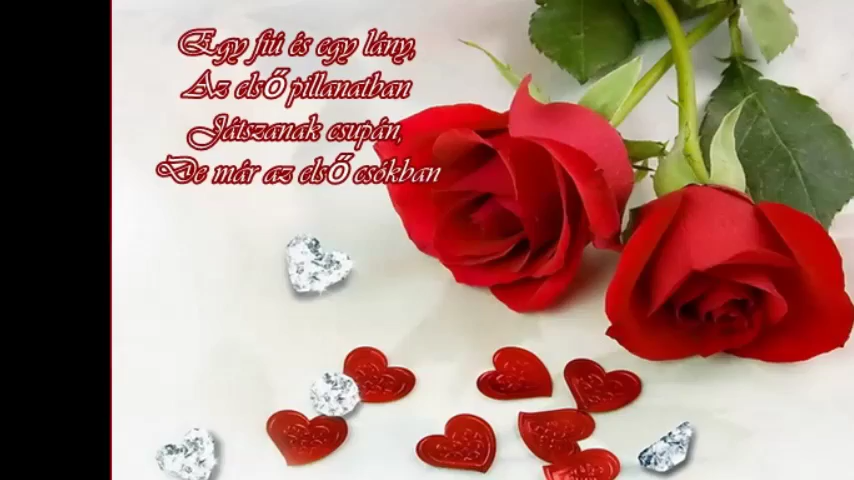 Egy fiú és egy lány,
Az első pillanatban
Játszanak csupán,
De már az első csókban